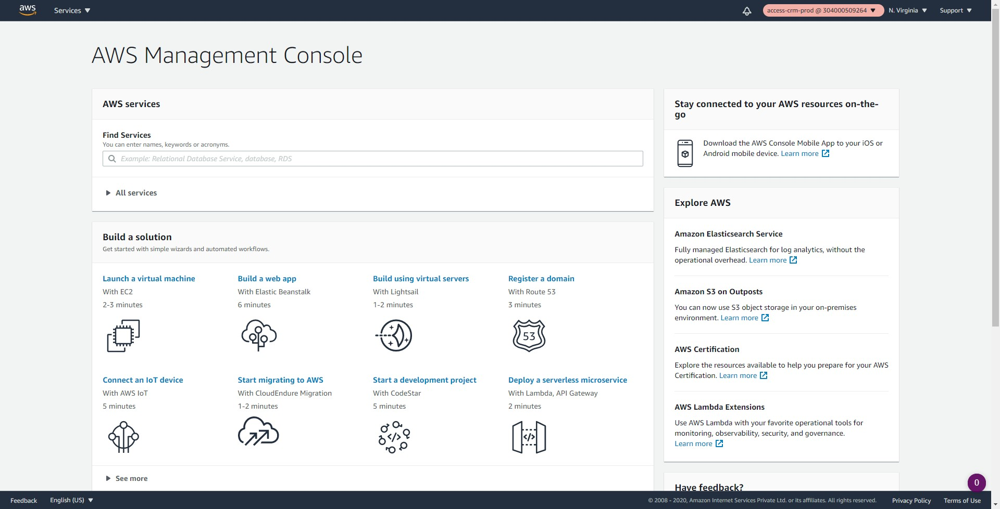 aws
Services
access-crm-prod @ 304000509264
N. Virginia
Support
AWS Management Console
AWS services
Find Services
You can enter names, keywords or acronyms.
Example: Relational Database Service, database, RDS
All services
Build a solution
Get started with simple wizards and automated workflows.
Launch a virtual machine
With EC2
2-3 minutes
Build a web app
With Elastic Beanstalk
6 minutes
Build using virtual servers
With Lightsail
1-2 minutes
Register a domain
With Route 53
3 minutes
53
Connect an IoT device
With AWS IoT
5 minutes
Start migrating to AWS
With CloudEndure Migration
1-2 minutes
Start a development project
With CodeStar
5 minutes
</>
Deploy a serverless microservice
With Lambda, API Gateway
2 minutes
</>
See more
Stay connected to your AWS resources on-the-
go
Download the AWS Console Mobile App to your iOS or
Android mobile device. Learn more
Explore AWS
Amazon Elasticsearch Service
Fully managed Elasticsearch for log analytics, without the
operational overhead. Learn more
Amazon S3 on Outposts
You can now use S3 object storage in your on-premises
environment. Learn more
AWS Certification
Explore the resources available to help you prepare for your AWS
Certification. Learn more
AWS Lambda Extensions
Use AWS Lambda with your favorite operational tools for
monitoring, observability, security, and governance.
Learn more
Have feedback?
0
Feedback
English (US)
© 2008 - 2020, Amazon Internet Services Private Ltd. or its affiliates. All rights reserved.
Privacy Policy
Terms of Use